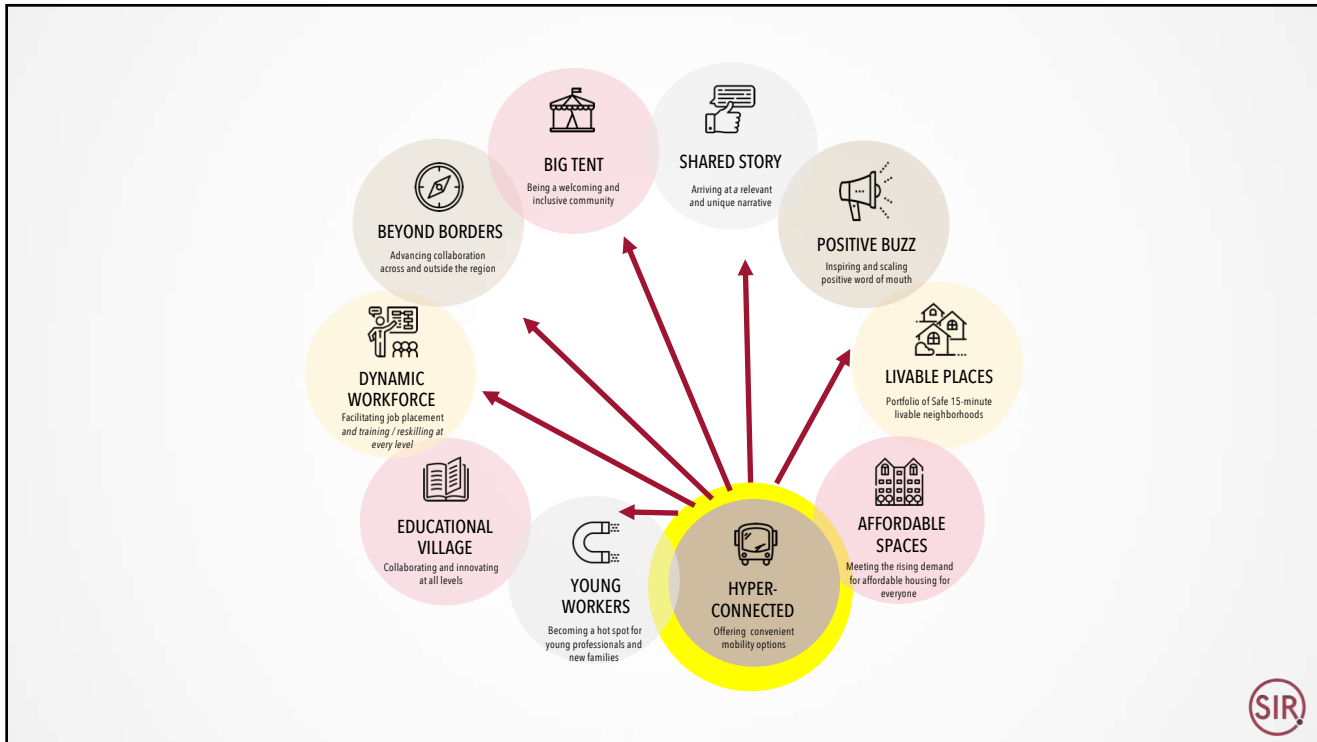 BIG TENT
Being a welcoming and
inclusive community
SHARED STORY
Arriving at a relevant
and unique narrative
POSITIVE BUZZ
Inspiring and scaling
positive word of mouth
LIVABLE PLACES
Portfolio of Safe 15-minute
livable neighborhoods
AFFORDABLE
SPACES
Meeting the rising demand
for affordable housing for
everyone
HYPER-
CONNECTED
Offering convenient
mobility options
YOUNG
WORKERS
Becoming a hot spot for
young professionals and
new families
EDUCATIONAL
VILLAGE
Collaborating and innovating
at all levels
DYNAMIC
WORKFORCE
Facilitating job placement
and training / reskilling at
every level
BEYOND BORDERS
Advancing collaboration
across and outside the region
SIR